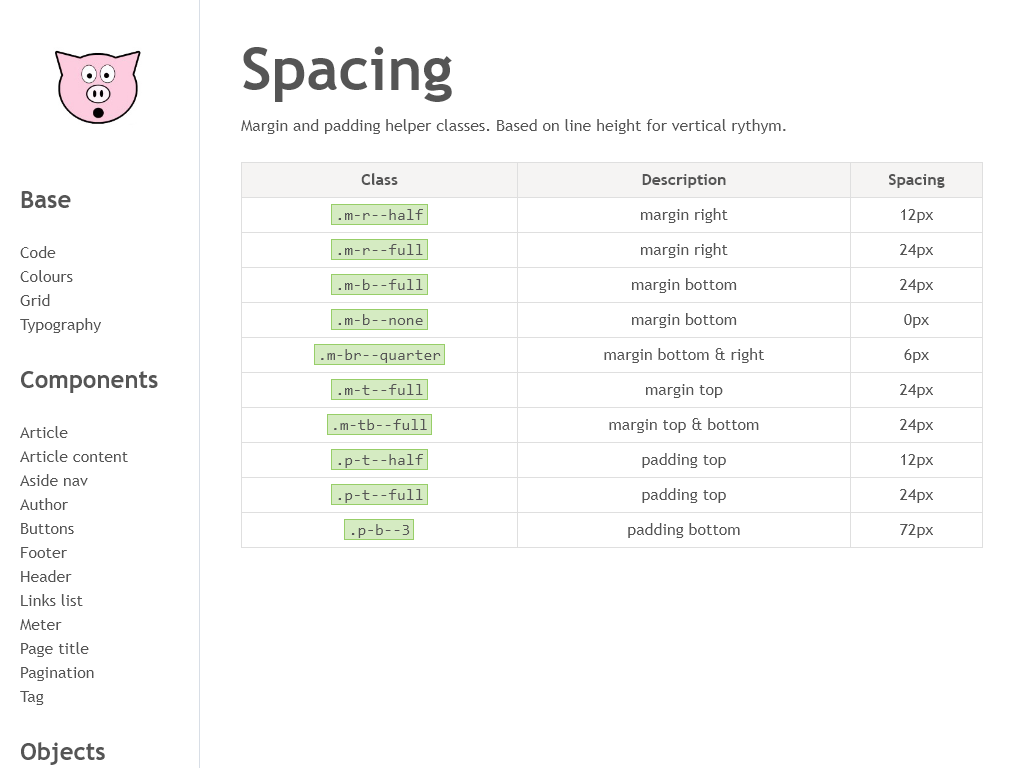 Base
Code
Colours
Grid
Typography
Components
Article
Article content
Aside nav
Author
Buttons
Footer
Header
Links list
Meter
Page title
Pagination
Tag
Objects
Spacing
Margin and padding helper classes. Based on line height for vertical rythym.
Class Description Spacing
.m-r--half margin right 12px
.m-r--full margin right 24px
.m-b--full margin bottom 24px
.m-b--none margin bottom 0px
.m-br--quarter margin bottom & right 6px
.m-t--full margin top 24px
.m-tb--full margin top & bottom 24px
.p-t--half padding top 12px
.p-t--full padding top 24px
.p-b--3 padding bottom 72px